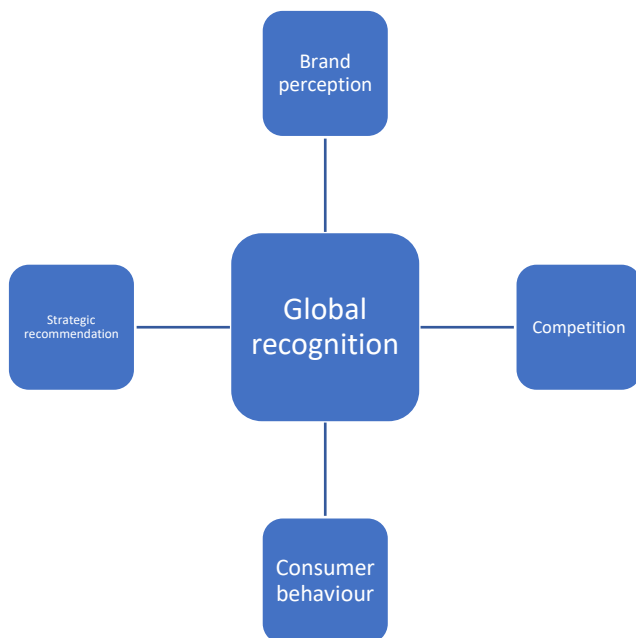 Brand
perception
Strategic
recommendation
Global
recognition
Competition
Consumer
behaviour